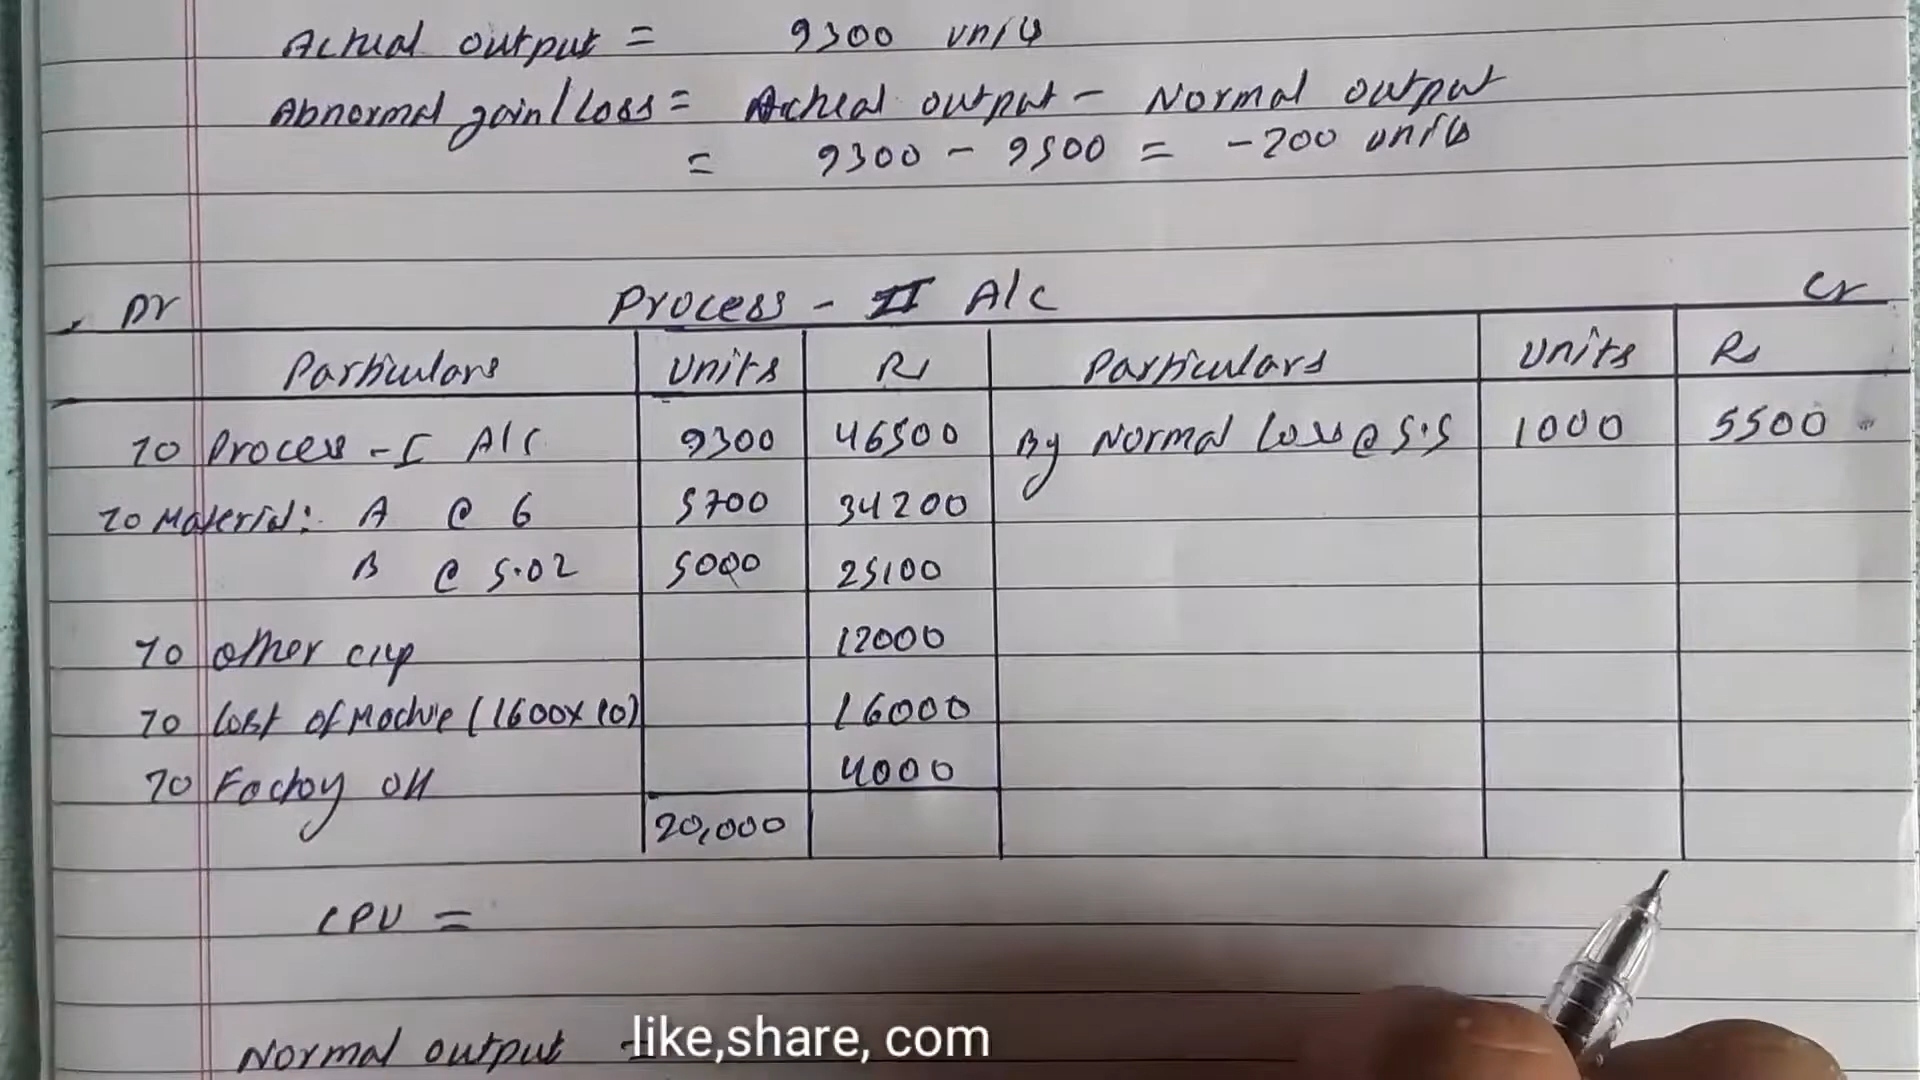 Actual output = 9300 units
Abnormal gain/Loss = Actual output - Normal output
= 9300 - 9500 = -200 units
Dr Process - II A/c Cr
Particulars Units Rs Particulars Units Rs
To Process - I A/c 9300 46500 By Normal Loss @ 5.5 1000 5500
To Material: A @ 6 5700 34200
B @ 5.02 5000 25100
To other exp 12000
To Cost of Machie (1600x10) 16000
To Factoy OH 4000
20,000
CPU =
Normal output =
like,share, com